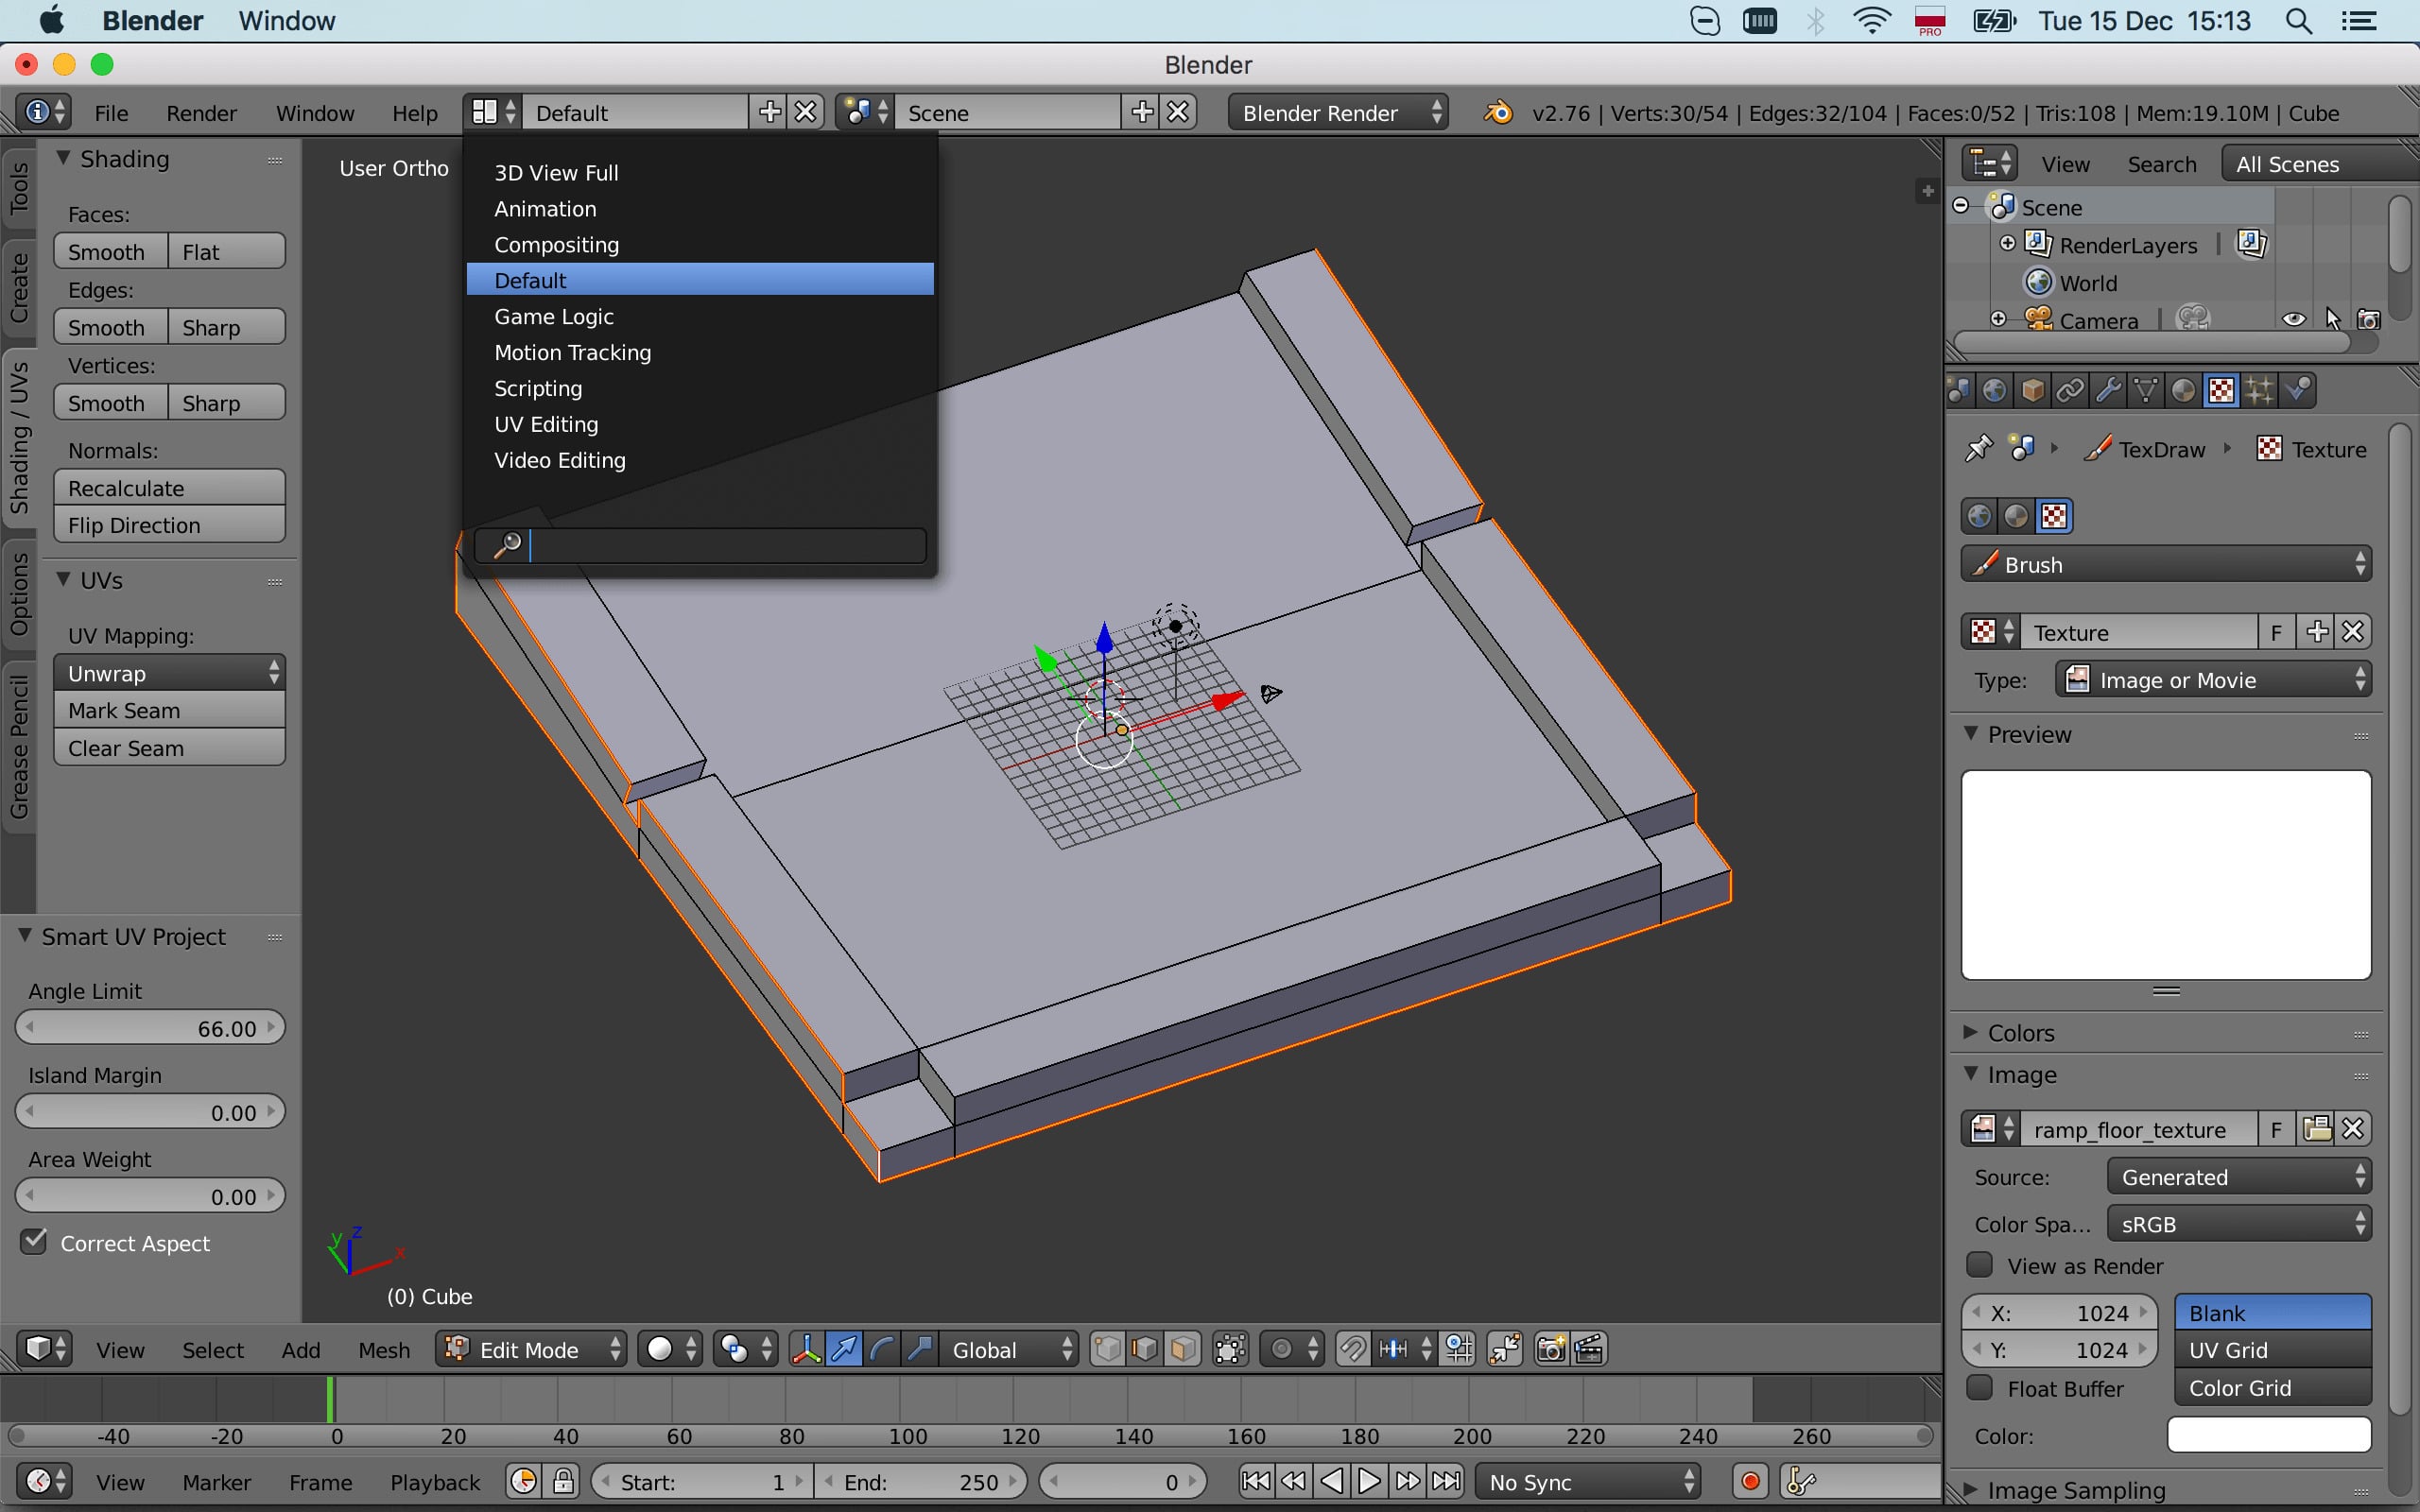 Blender Window PRO Tue 15 Dec 15:13
Blender
File Render Window Help Default Scene Blender Render v2.76 | Verts:30/54 | Edges:32/104 | Faces:0/52 | Tris:108 | Mem:19.10M | Cube
Tools
Create
Shading / UVs
Options
Grease Pencil
Shading
Faces:
Smooth Flat
Edges:
Smooth Sharp
Vertices:
Smooth Sharp
Normals:
Recalculate
Flip Direction
UVs
UV Mapping:
Unwrap
Mark Seam
Clear Seam
Smart UV Project
Angle Limit
66.00
Island Margin
0.00
Area Weight
0.00
Correct Aspect
User Ortho
3D View Full
Animation
Compositing
Default
Game Logic
Motion Tracking
Scripting
UV Editing
Video Editing
y z x
(0) Cube
View Select Add Mesh Edit Mode Global
-40 -20 0 20 40 60 80 100 120 140 160 180 200 220 240 260
View Marker Frame Playback Start: 1 End: 250 0 No Sync
View Search All Scenes
Scene
RenderLayers |
World
Camera |
TexDraw Texture
Brush
Texture F
Type: Image or Movie
Preview
Colors
Image
ramp_floor_texture F
Source: Generated
Color Spa... sRGB
View as Render
X: 1024 Blank
Y: 1024 UV Grid
Float Buffer Color Grid
Color:
Image Sampling